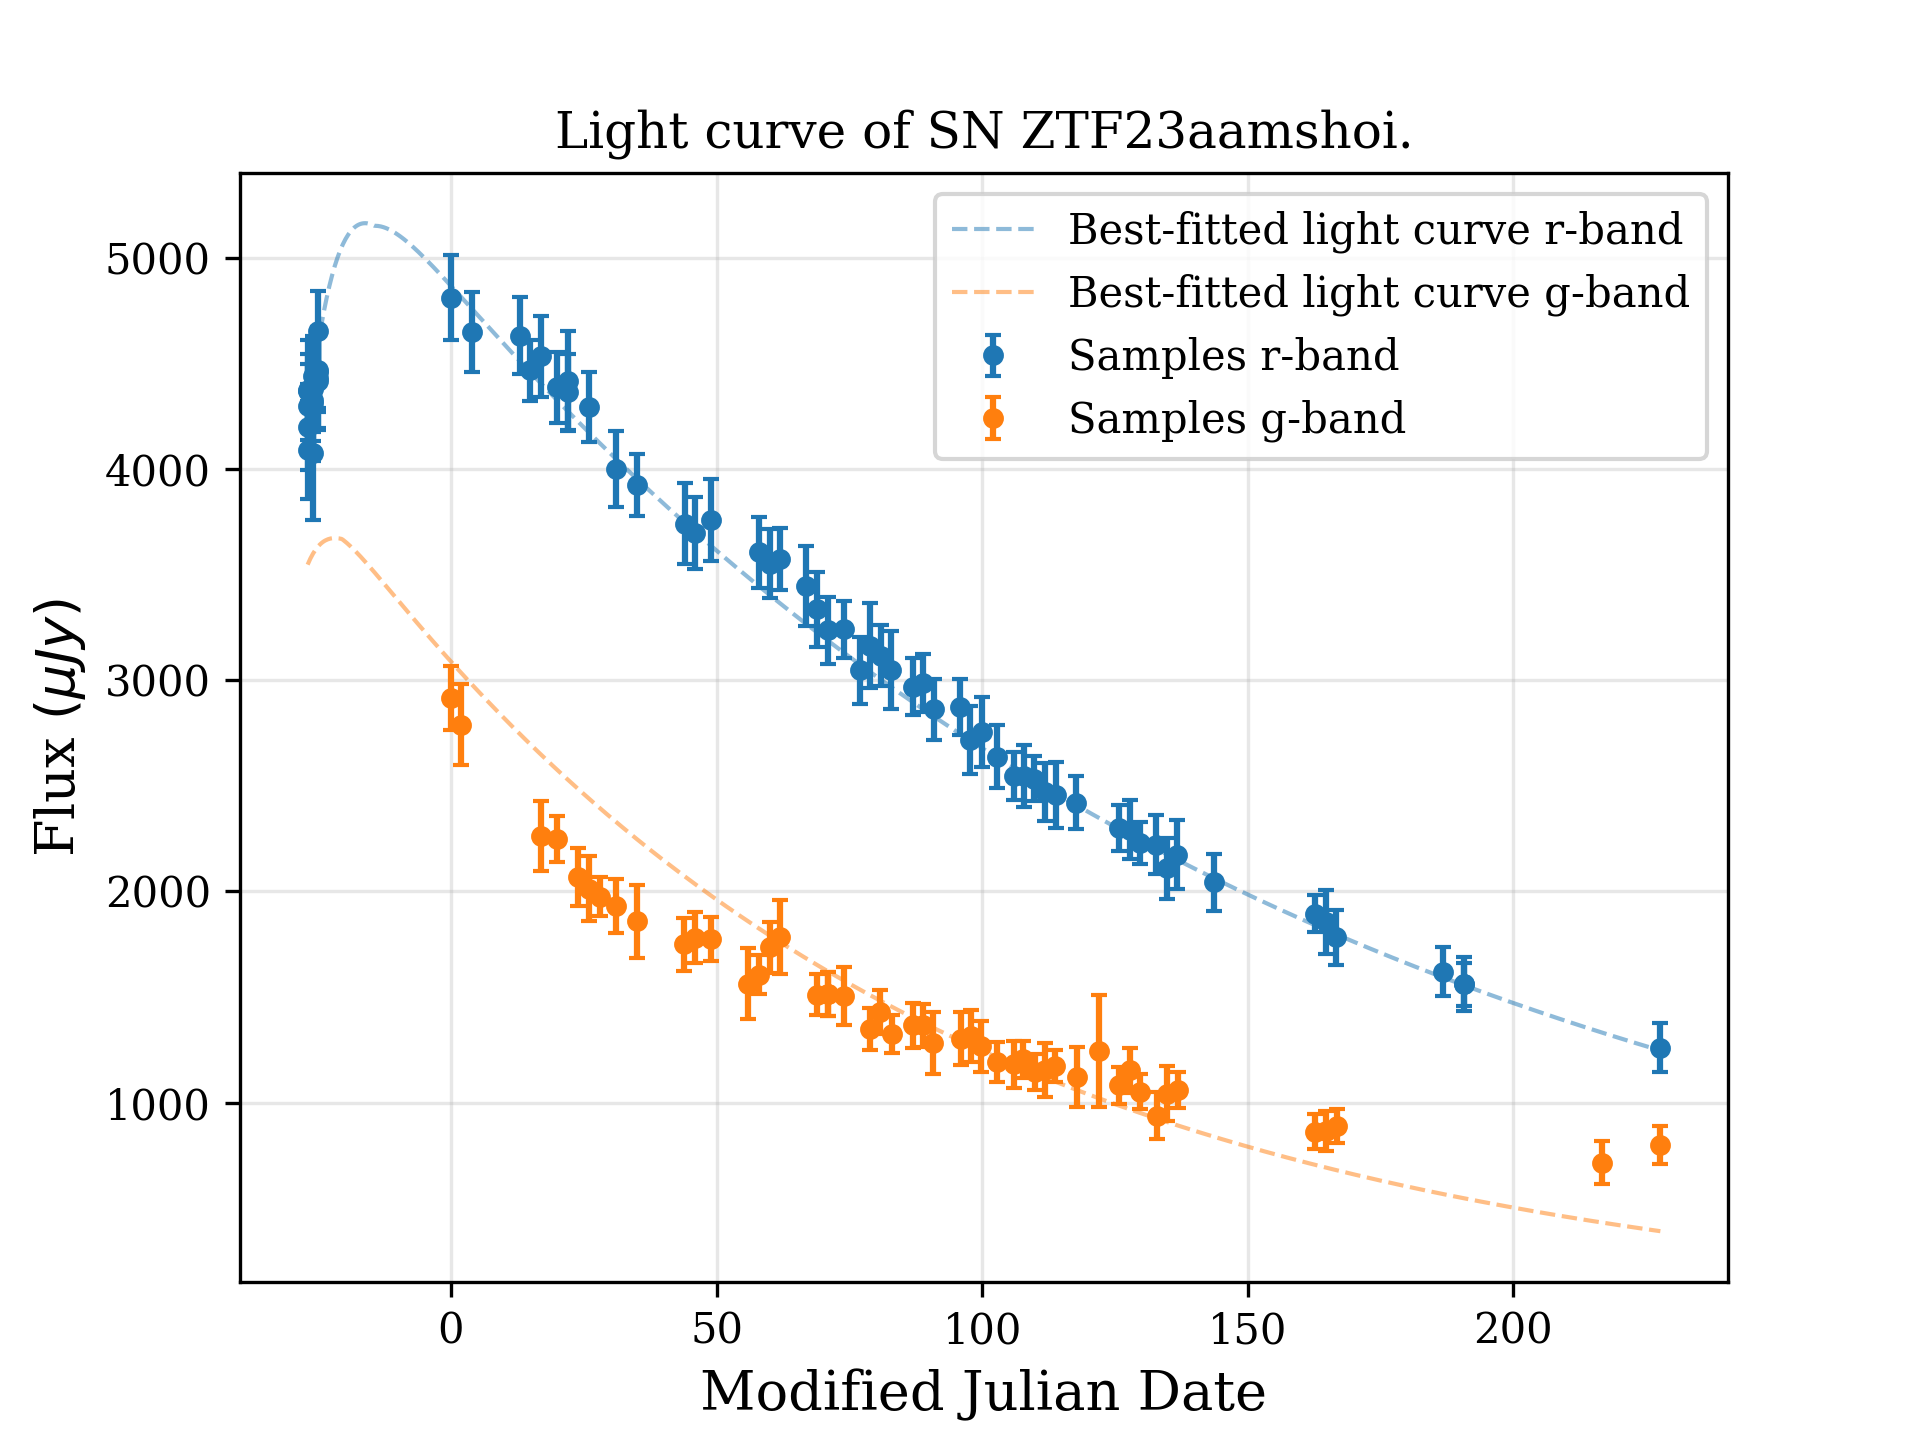 Light curve of SN ZTF23aamshoi.
Best-fitted light curve r-band
Best-fitted light curve g-band
Samples r-band
Samples g-band
Flux (μJy)
5000
4000
3000
2000
1000
0
50
100
150
200
Modified Julian Date